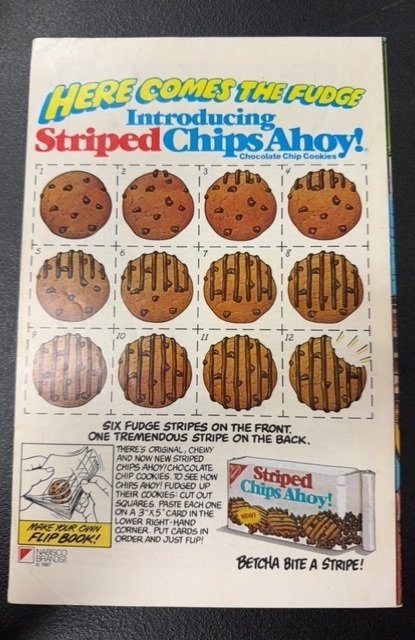 HERE COMES THE FUDGE
Introducing
Striped Chips Ahoy!
Chocolate Chip Cookies
1 2 3 4
5 6 7 8
9 10 11 12
SIX FUDGE STRIPES ON THE FRONT.
ONE TREMENDOUS STRIPE ON THE BACK.
THERE'S ORIGINAL, CHEWY
AND NOW NEW STRIPED
CHIPS AHOY! CHOCOLATE
CHIP COOKIES. TO SEE HOW
CHIPS AHOY! FUDGED UP
THEIR COOKIES: CUT OUT
SQUARES. PASTE EACH ONE
ON A 3"X5" CARD IN THE
LOWER RIGHT-HAND
CORNER. PUT CARDS IN
ORDER AND JUST FLIP!
MAKE YOUR OWN
FLIP BOOK!
NABISCO
BRANDS
© 1987
Striped
Chips Ahoy!
NEW!
BETCHA BITE A STRIPE!